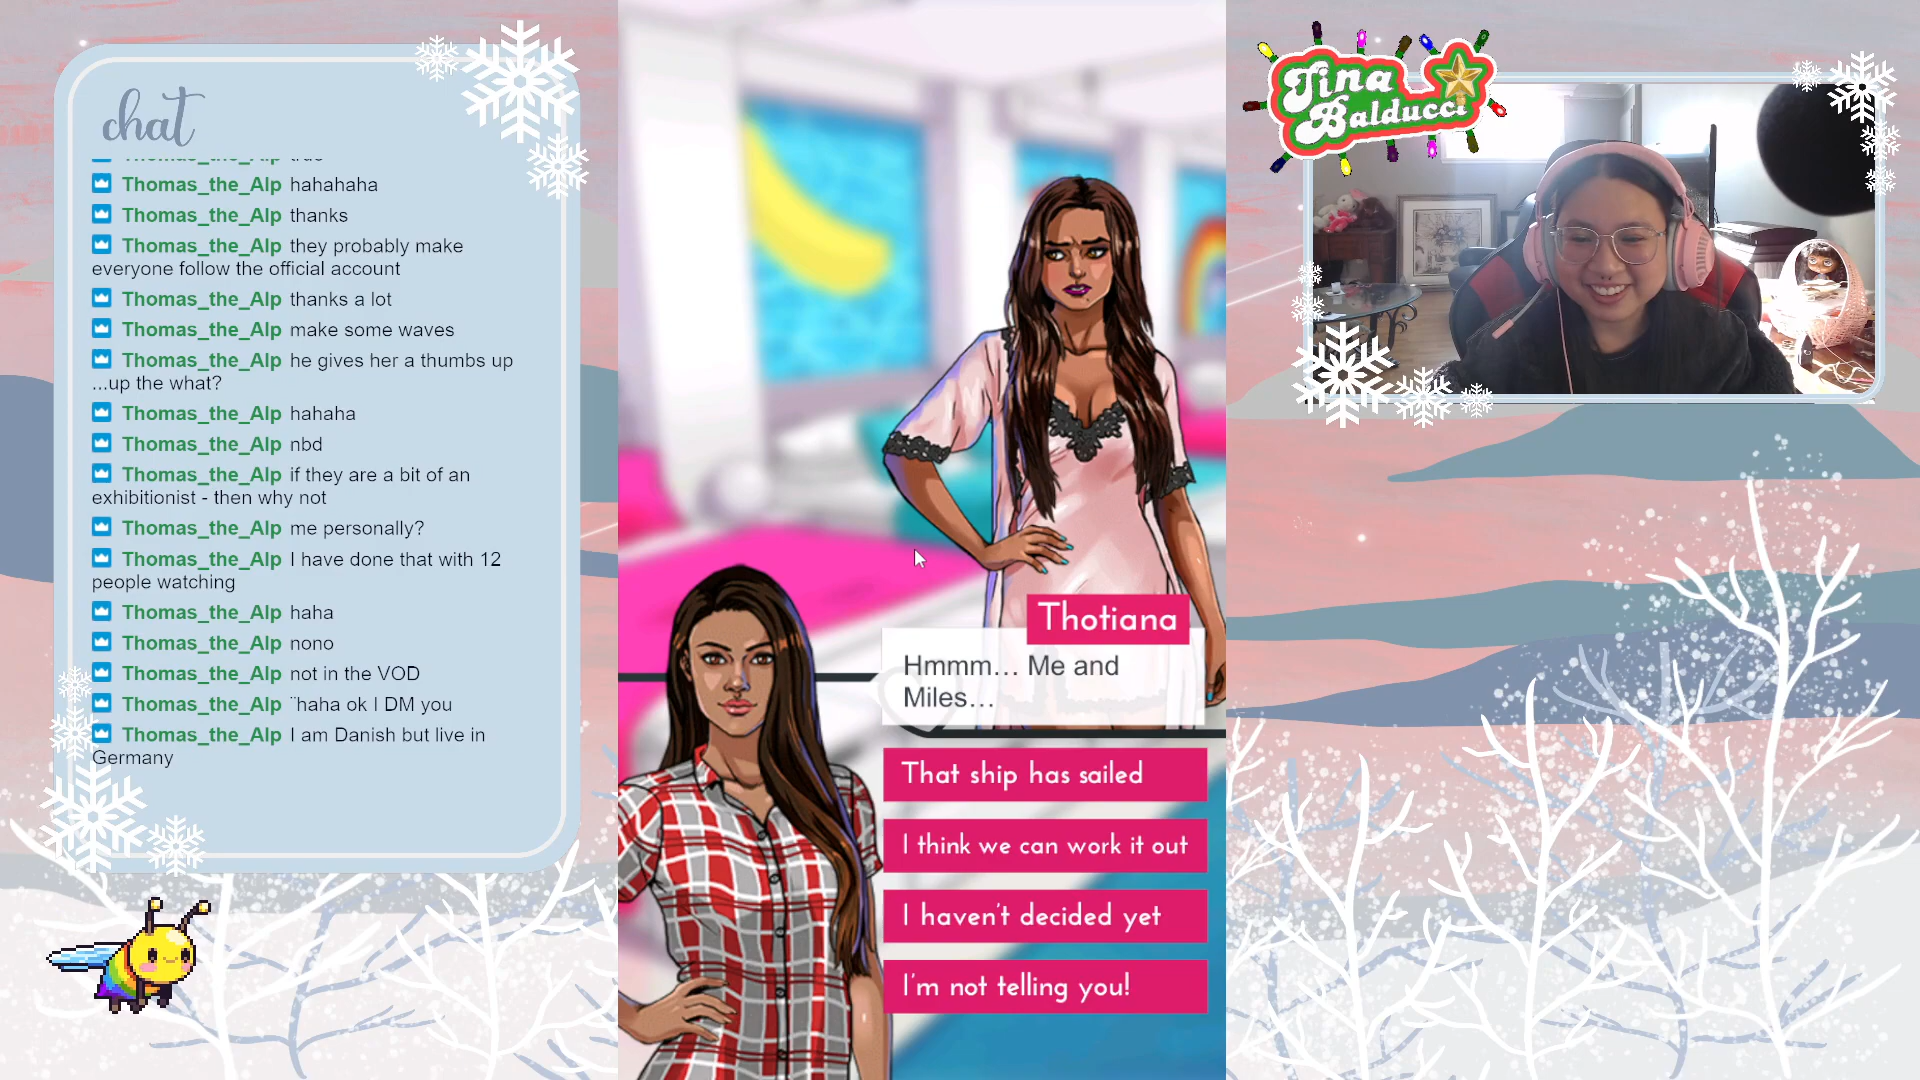 chat
Thomas_the_Alp hahahaha
Thomas_the_Alp thanks
Thomas_the_Alp they probably make
everyone follow the official account
Thomas_the_Alp thanks a lot
Thomas_the_Alp make some waves
Thomas_the_Alp he gives her a thumbs up
...up the what?
Thomas_the_Alp hahaha
Thomas_the_Alp nbd
Thomas_the_Alp if they are a bit of an
exhibitionist - then why not
Thomas_the_Alp me personally?
Thomas_the_Alp I have done that with 12
people watching
Thomas_the_Alp haha
Thomas_the_Alp nono
Thomas_the_Alp not in the VOD
Thomas_the_Alp ¨haha ok I DM you
Thomas_the_Alp I am Danish but live in
Germany
Thotiana
Hmmm... Me and
Miles...
That ship has sailed
I think we can work it out
I haven't decided yet
I'm not telling you!
Tina
Balducci